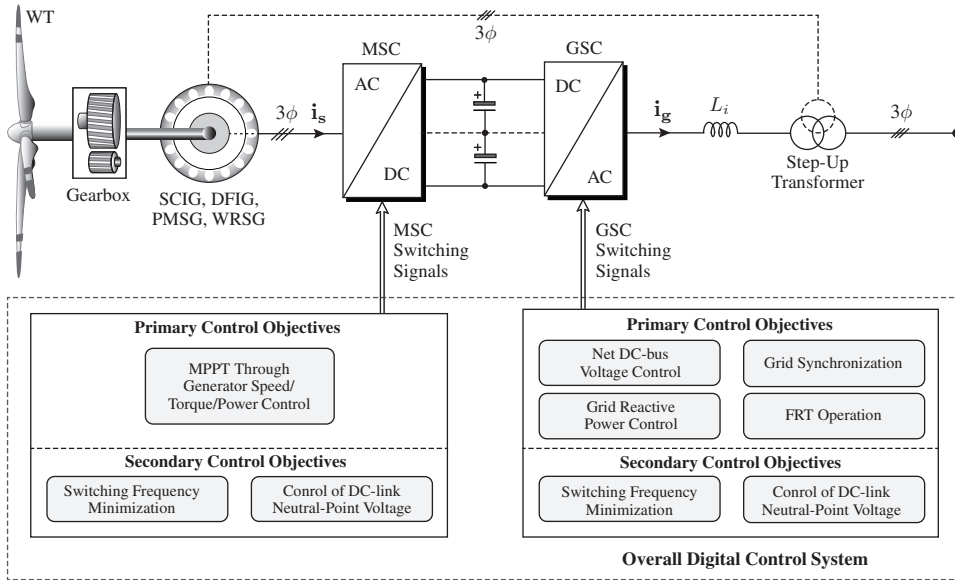 WT
3ϕ
MSC
GSC
AC
DC
DC
AC
+
+
3ϕ
i_s
i_g
L_i
3ϕ
Gearbox
SCIG, DFIG,
PMSG, WRSG
Step-Up
Transformer
MSC
Switching
Signals
GSC
Switching
Signals
Primary Control Objectives
MPPT Through
Generator Speed/
Torque/Power Control
Secondary Control Objectives
Switching Frequency
Minimization
Conrol of DC-link
Neutral-Point Voltage
Primary Control Objectives
Net DC-bus
Voltage Control
Grid Synchronization
Grid Reactive
Power Control
FRT Operation
Secondary Control Objectives
Switching Frequency
Minimization
Conrol of DC-link
Neutral-Point Voltage
Overall Digital Control System